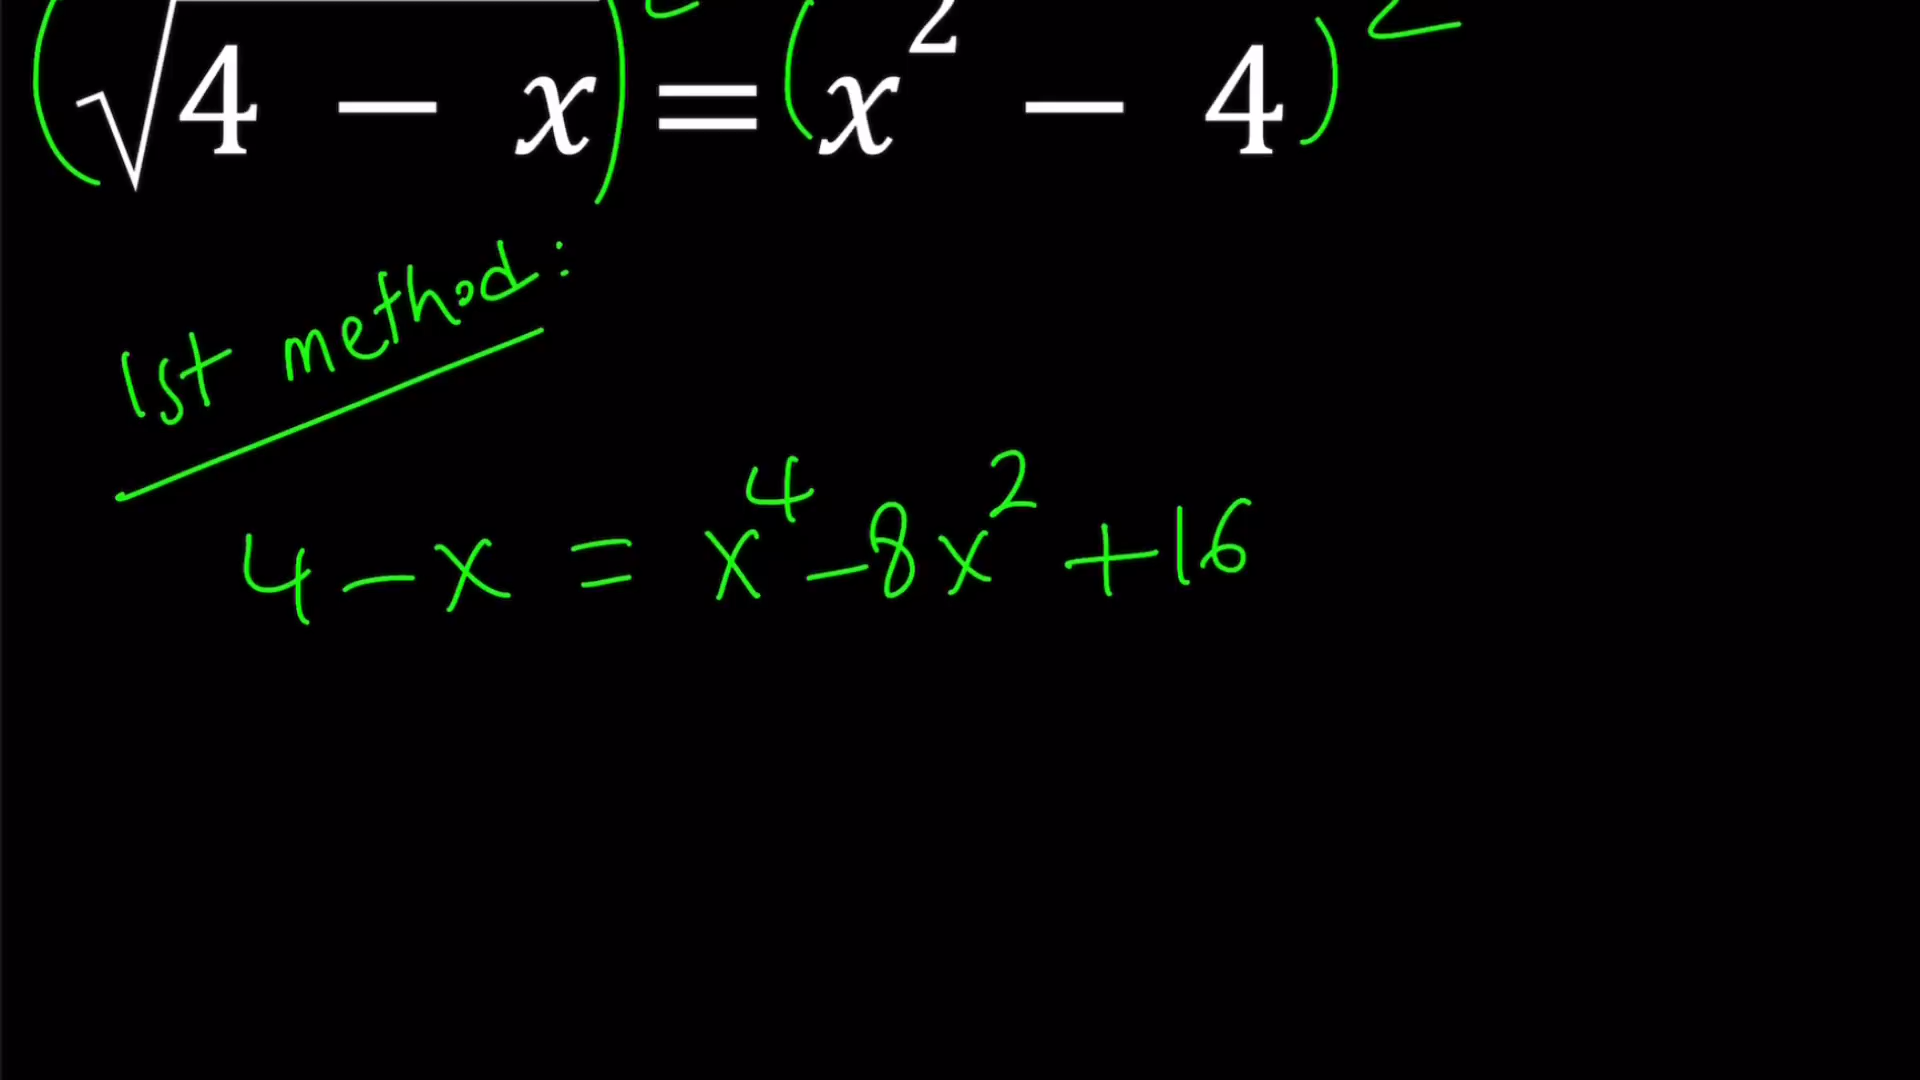 (√4 − x)² = (x² − 4)²
1st method:
4 − x = x⁴ − 8x² + 16